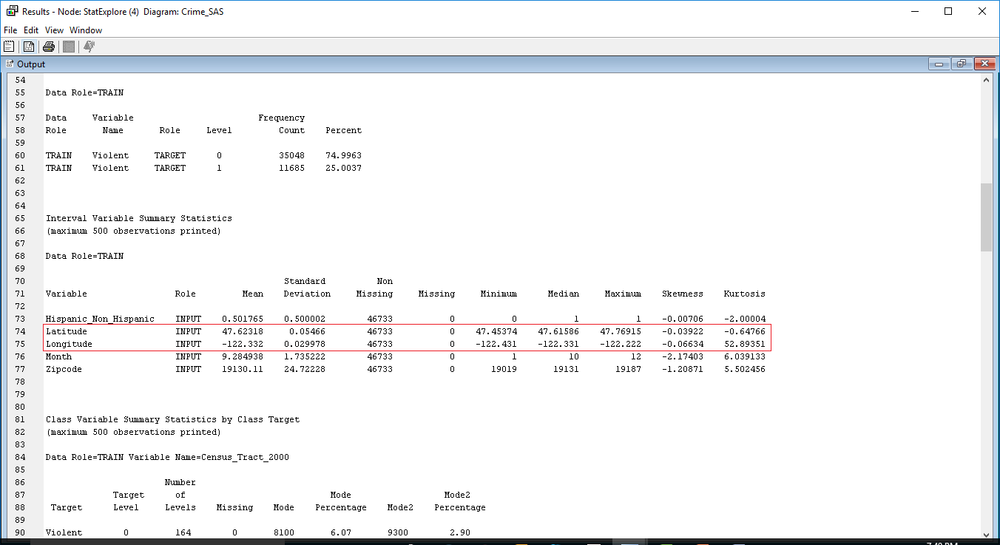 Results - Node: StatExplore (4) Diagram: Crime_SAS
File Edit View Window
Output
54
55 Data Role=TRAIN
56
57 Data Variable Frequency
58 Role Name Role Level Count Percent
59
60 TRAIN Violent TARGET 0 35048 74.9963
61 TRAIN Violent TARGET 1 11685 25.0037
62
63
64
65 Interval Variable Summary Statistics
66 (maximum 500 observations printed)
67
68 Data Role=TRAIN
69
70 Standard Non
71 Variable Role Mean Deviation Missing Missing Minimum Median Maximum Skewness Kurtosis
72
73 Hispanic_Non_Hispanic INPUT 0.501765 0.500002 46733 0 0 1 1 -0.00706 -2.00004
74 Latitude INPUT 47.62318 0.05466 46733 0 47.45374 47.61586 47.76915 -0.03922 -0.64766
75 Longitude INPUT -122.332 0.029978 46733 0 -122.431 -122.331 -122.222 -0.06634 52.89351
76 Month INPUT 9.284938 1.735222 46733 0 1 10 12 -2.17403 6.039133
77 Zipcode INPUT 19130.11 24.72228 46733 0 19019 19131 19187 -1.20871 5.502456
78
79
80
81 Class Variable Summary Statistics by Class Target
82 (maximum 500 observations printed)
83
84 Data Role=TRAIN Variable Name=Census_Tract_2000
85
86 Number
87 Target of Mode Mode2
88 Target Level Levels Missing Mode Percentage Mode2 Percentage
89
90 Violent 0 164 0 8100 6.07 9300 2.90